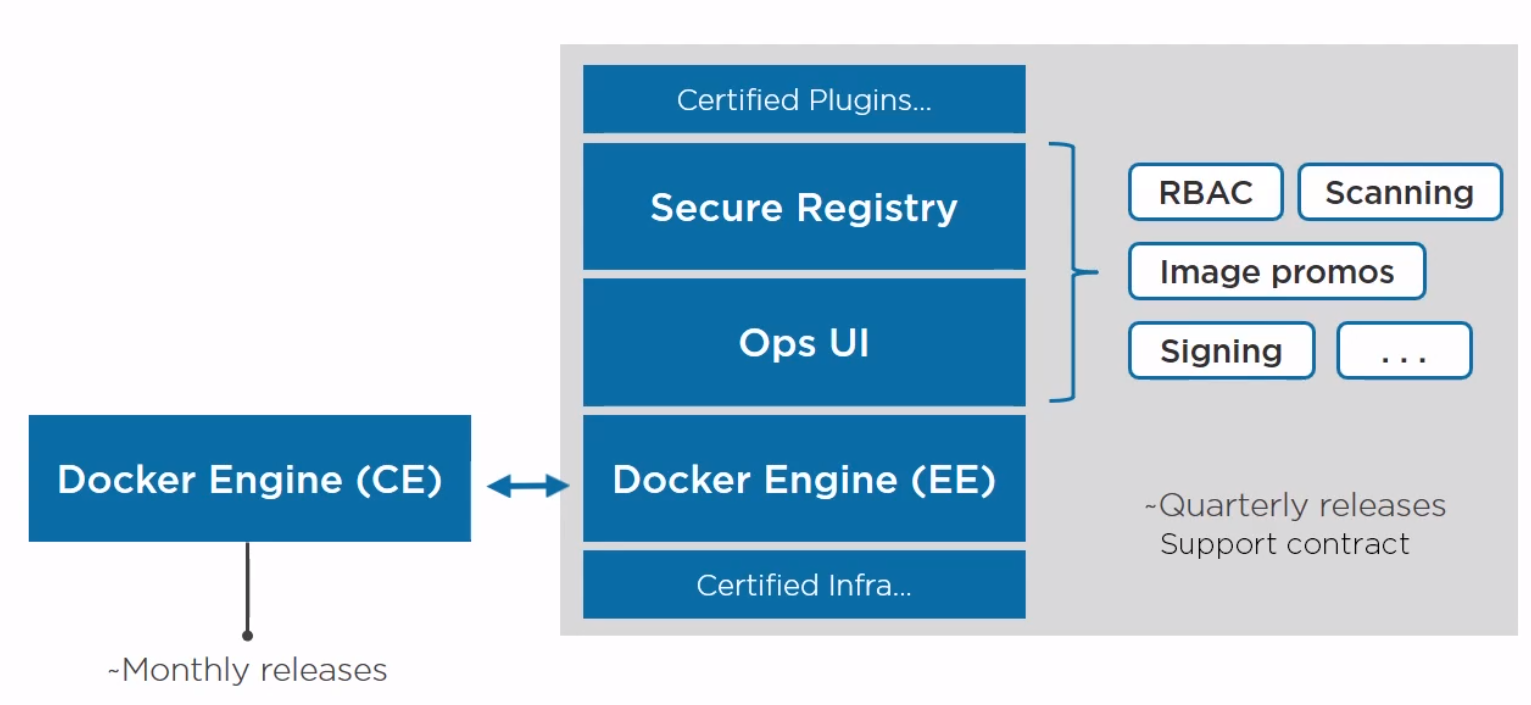 Certified Plugins...
Secure Registry
RBAC
Scanning
Image promos
Ops UI
Signing
...
Docker Engine (CE)
Docker Engine (EE)
~Quarterly releases
Support contract
Certified Infra...
~Monthly releases